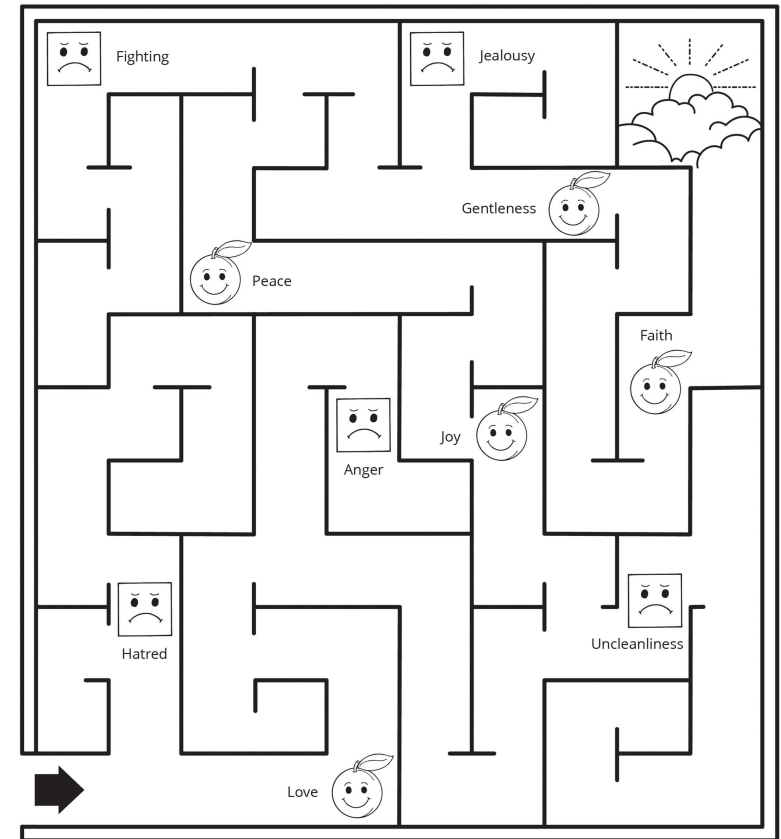 Fighting
Jealousy
Gentleness
Peace
Faith
Joy
Anger
Hatred
Uncleanliness
Love